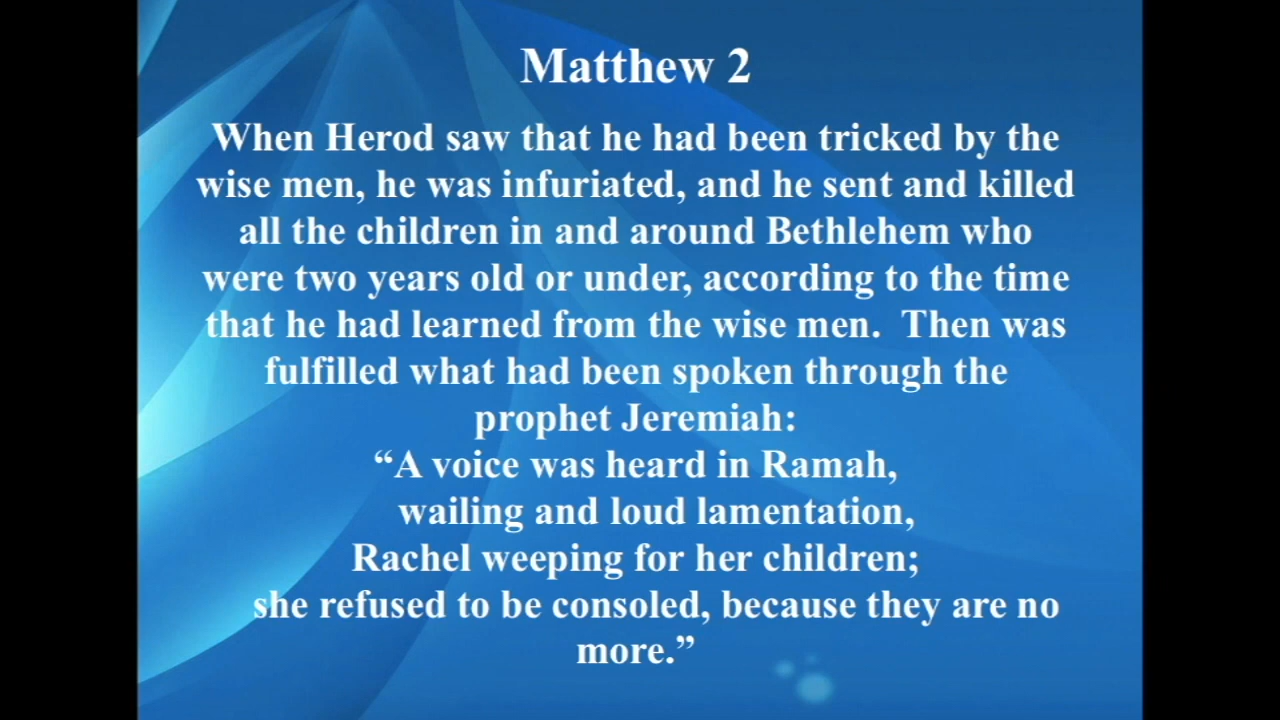 Matthew 2
When Herod saw that he had been tricked by the
wise men, he was infuriated, and he sent and killed
all the children in and around Bethlehem who
were two years old or under, according to the time
that he had learned from the wise men.  Then was
fulfilled what had been spoken through the
prophet Jeremiah:
“A voice was heard in Ramah,
wailing and loud lamentation,
Rachel weeping for her children;
she refused to be consoled, because they are no
more.”